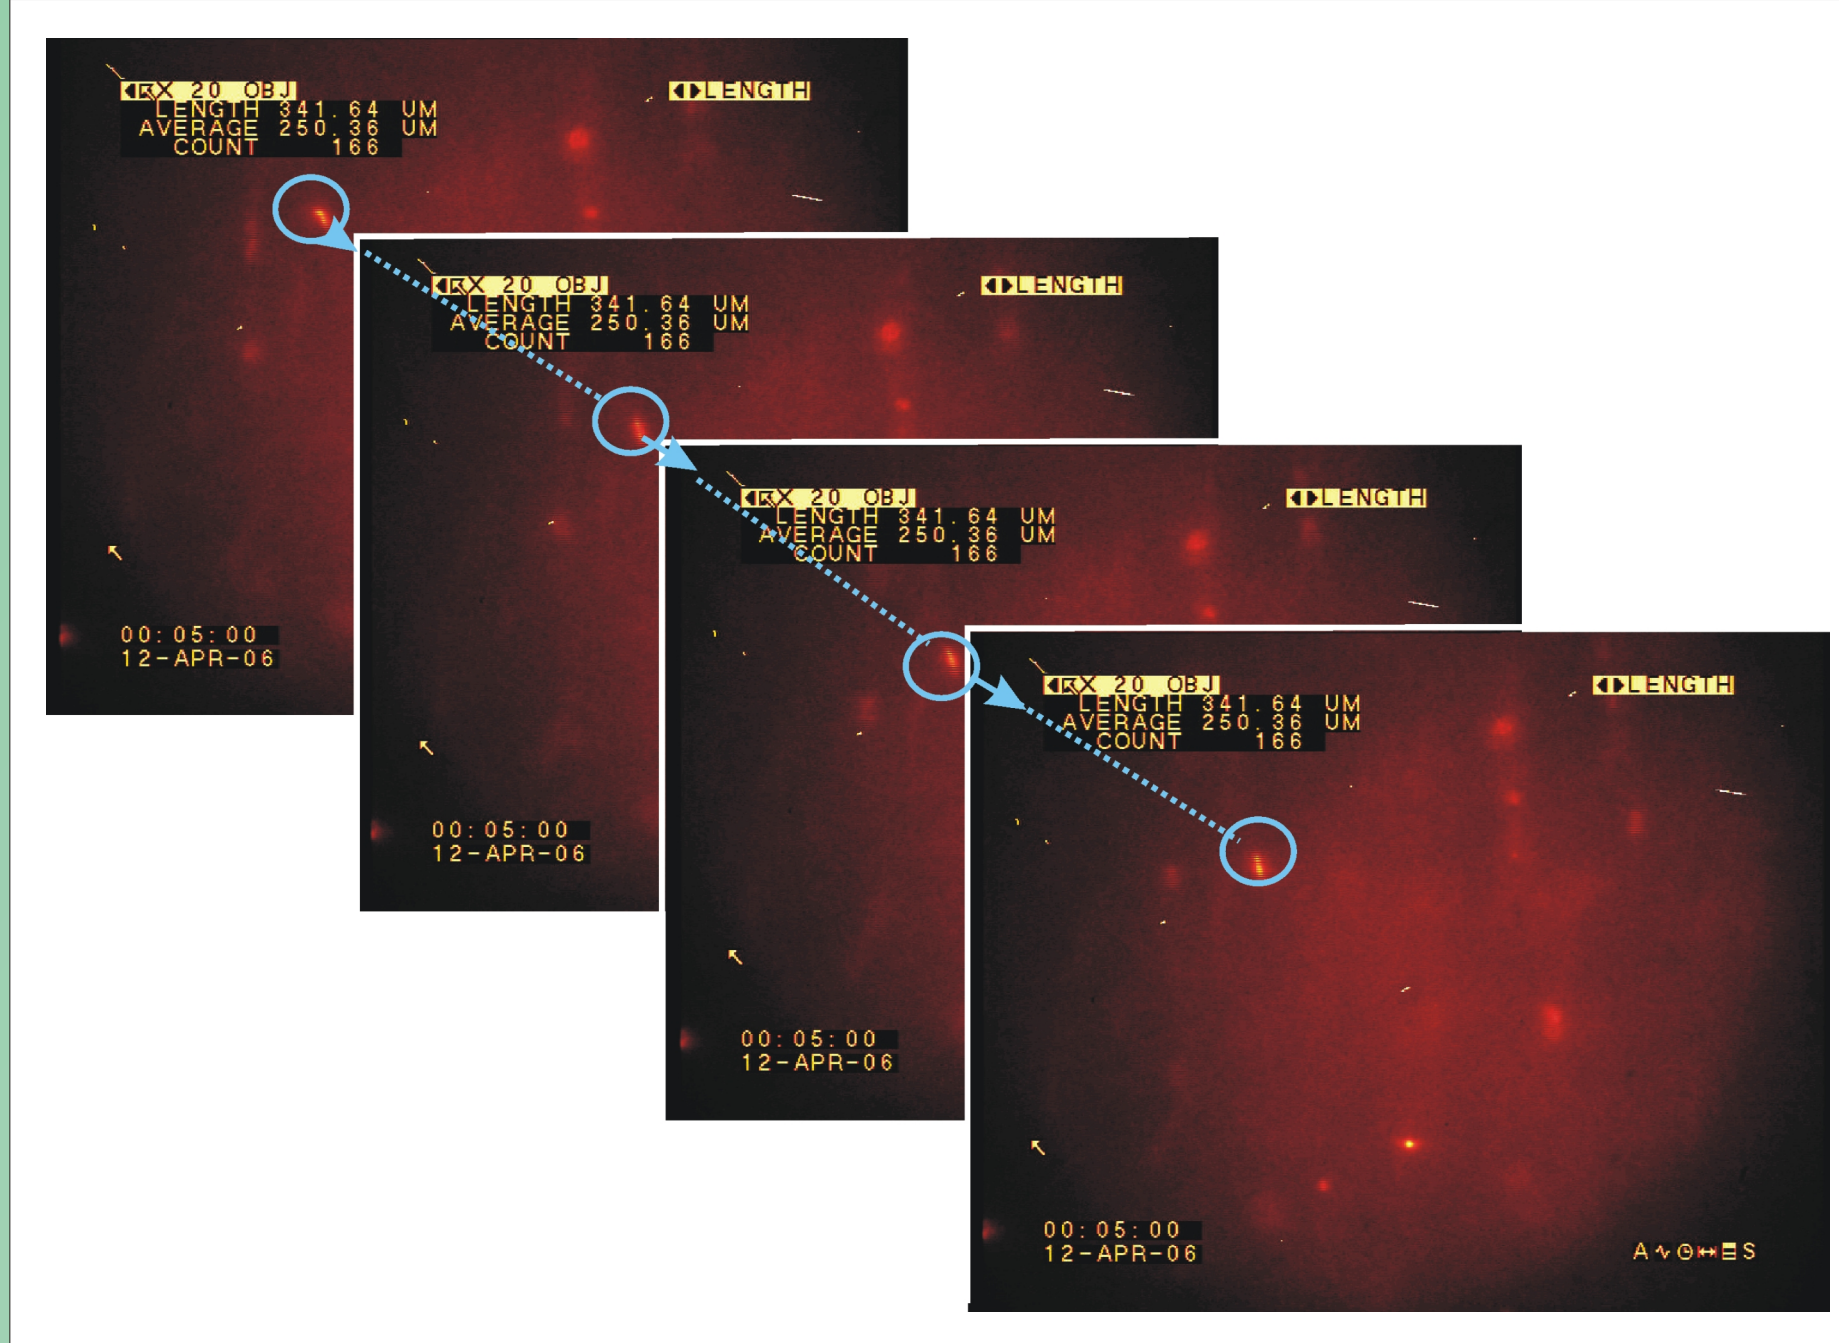 X 20 OBJ
LENGTH
LENGTH 341.64 UM
AVERAGE 250.36 UM
COUNT 166
00:05:00
12-APR-06
X 20 OBJ
LENGTH
LENGTH 341.64 UM
AVERAGE 250.36 UM
COUNT 166
00:05:00
12-APR-06
X 20 OBJ
LENGTH
LENGTH 341.64 UM
AVERAGE 250.36 UM
COUNT 166
00:05:00
12-APR-06
X 20 OBJ
LENGTH
LENGTH 341.64 UM
AVERAGE 250.36 UM
COUNT 166
00:05:00
12-APR-06
A S